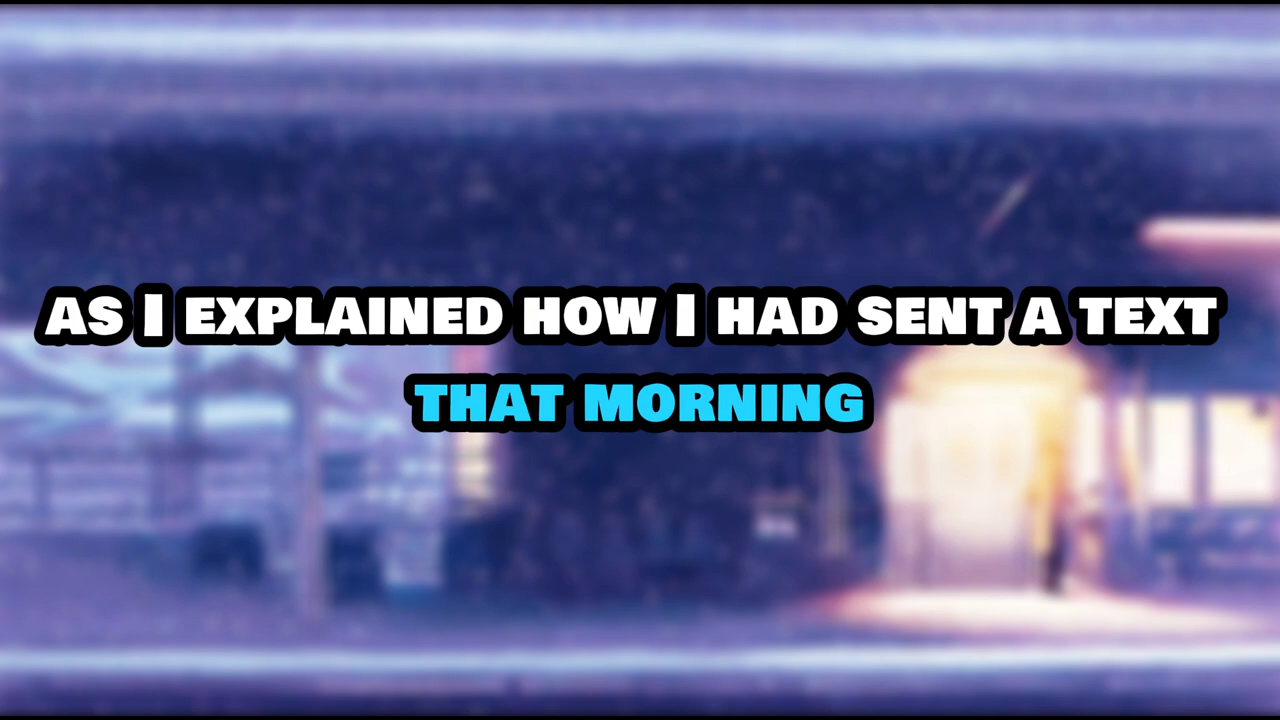 AS I EXPLAINED HOW I HAD SENT A TEXT
THAT MORNING